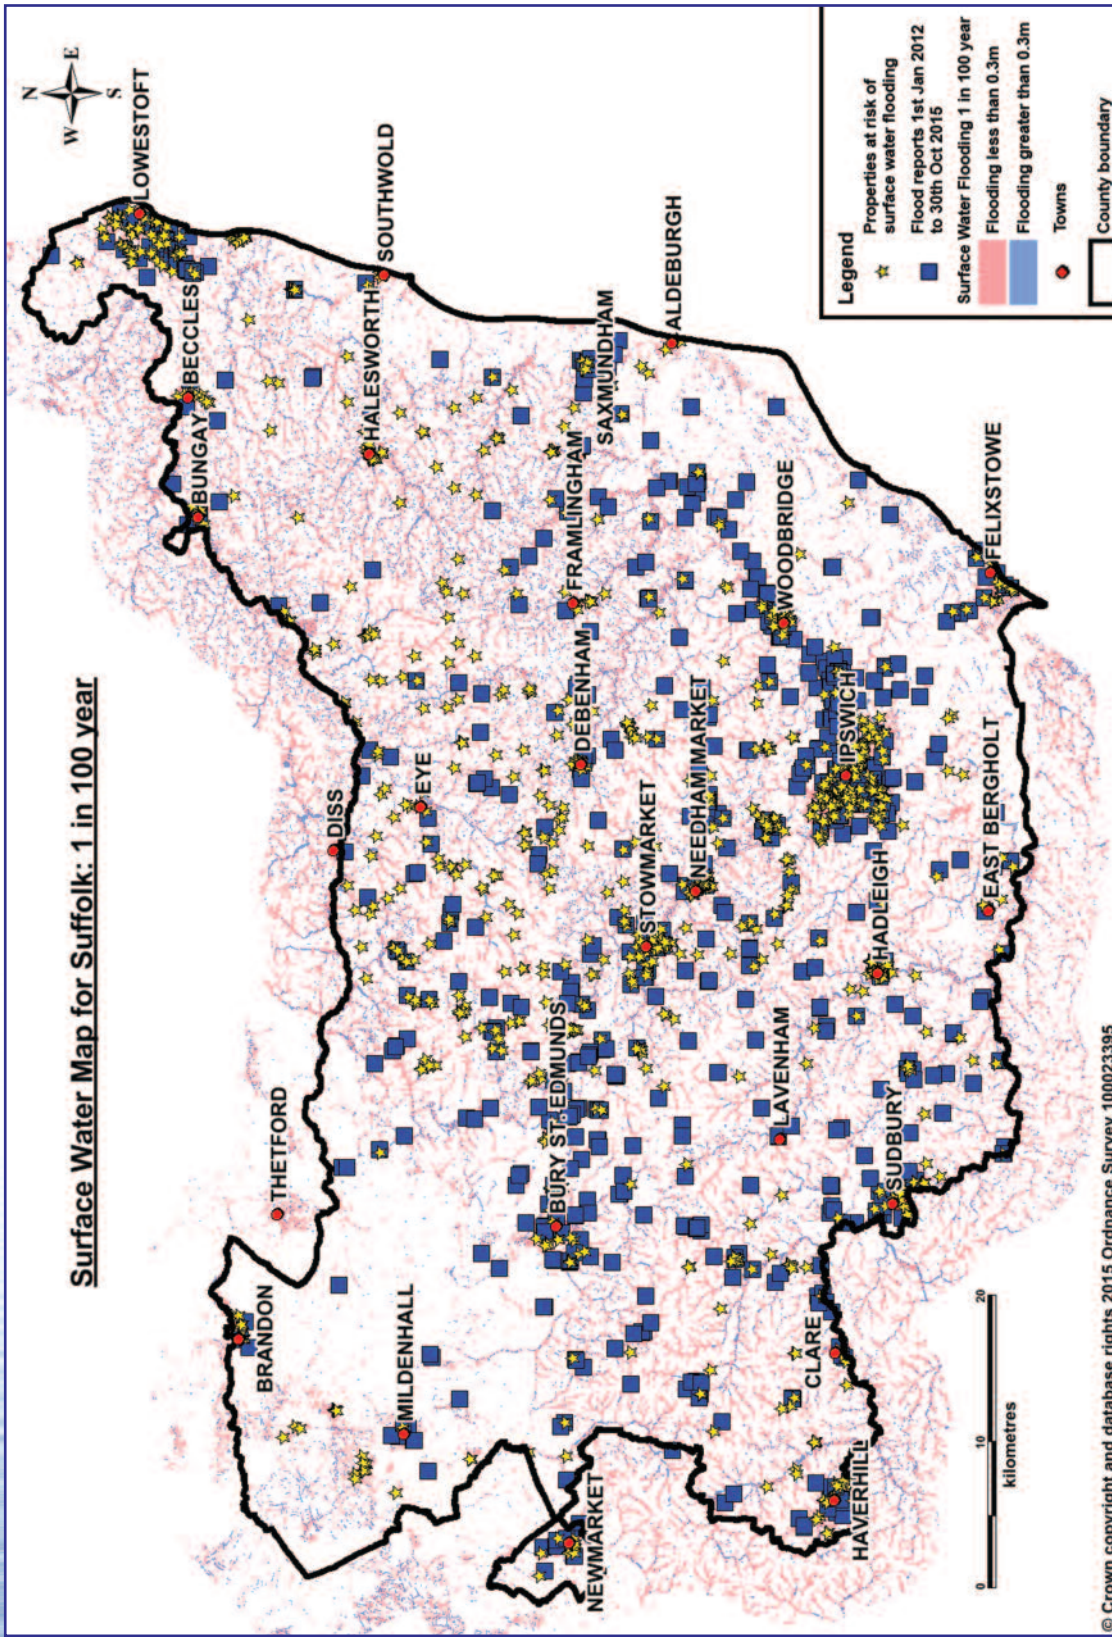 Surface Water Map for Suffolk: 1 in 100 year
N
W E
S
LOWESTOFT
BECCLES
BUNGAY
SOUTHWOLD
HALESWORTH
THETFORD
DISS
BRANDON
EYE
MILDENHALL
SAXMUNDHAM
ALDEBURGH
FRAMLINGHAM
DEBENHAM
BURY ST. EDMUNDS
STOWMARKET
NEEDHAM MARKET
NEWMARKET
WOODBRIDGE
LAVENHAM
IPSWICH
CLARE
HADLEIGH
SUDBURY
HAVERHILL
FELIXSTOWE
EAST BERGHOLT
Legend
Properties at risk of
surface water flooding
Flood reports 1st Jan 2012
to 30th Oct 2015
Surface Water Flooding 1 in 100 year
Flooding less than 0.3m
Flooding greater than 0.3m
Towns
County boundary
0 10 20
kilometres
© Crown copyright and database rights 2015 Ordnance Survey 100023395